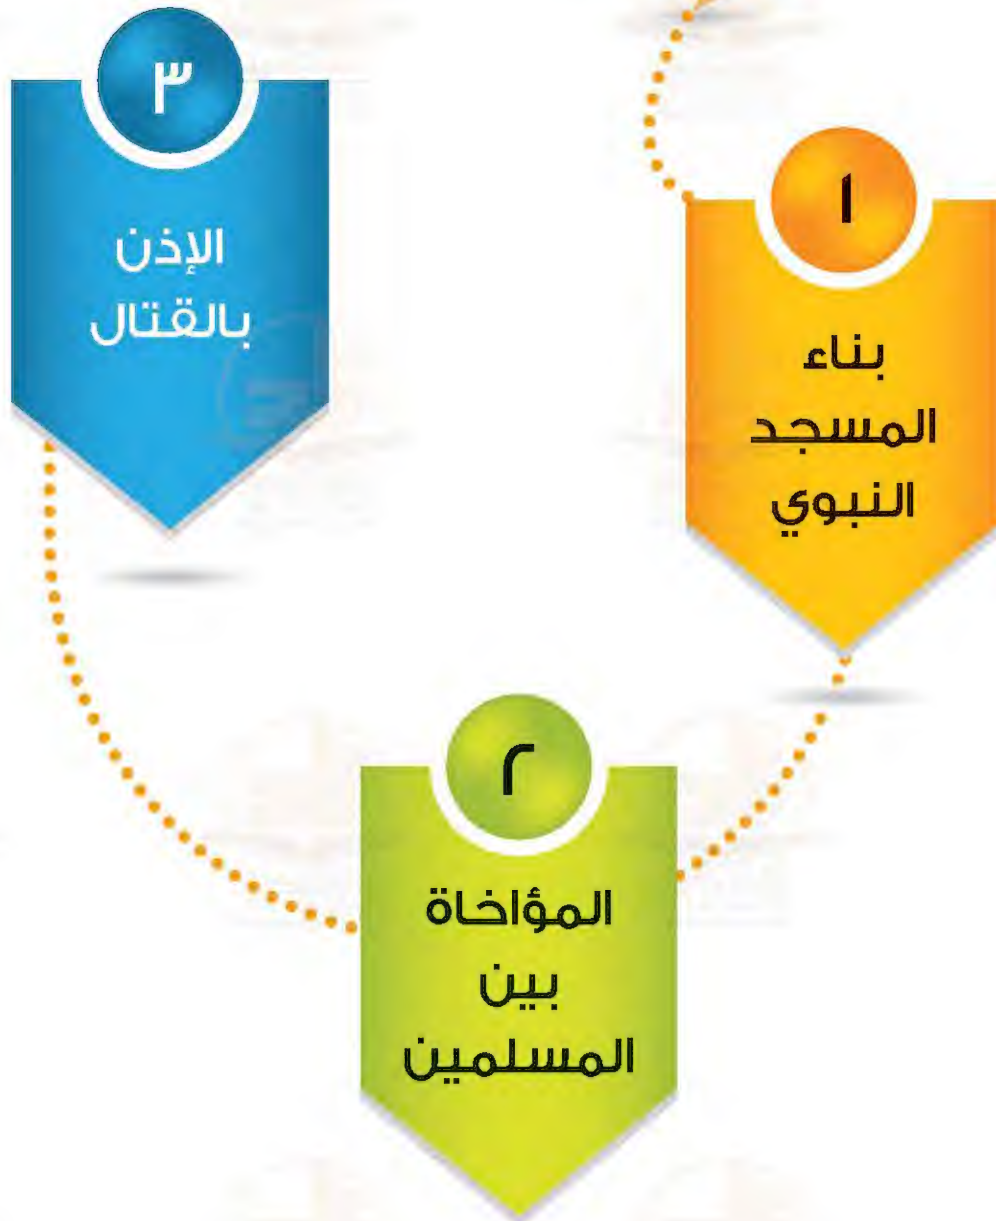 ١
بناء
المسجد
النبوي
٢
المؤاخاة
بين
المسلمين
٣
الإذن
بالقتال